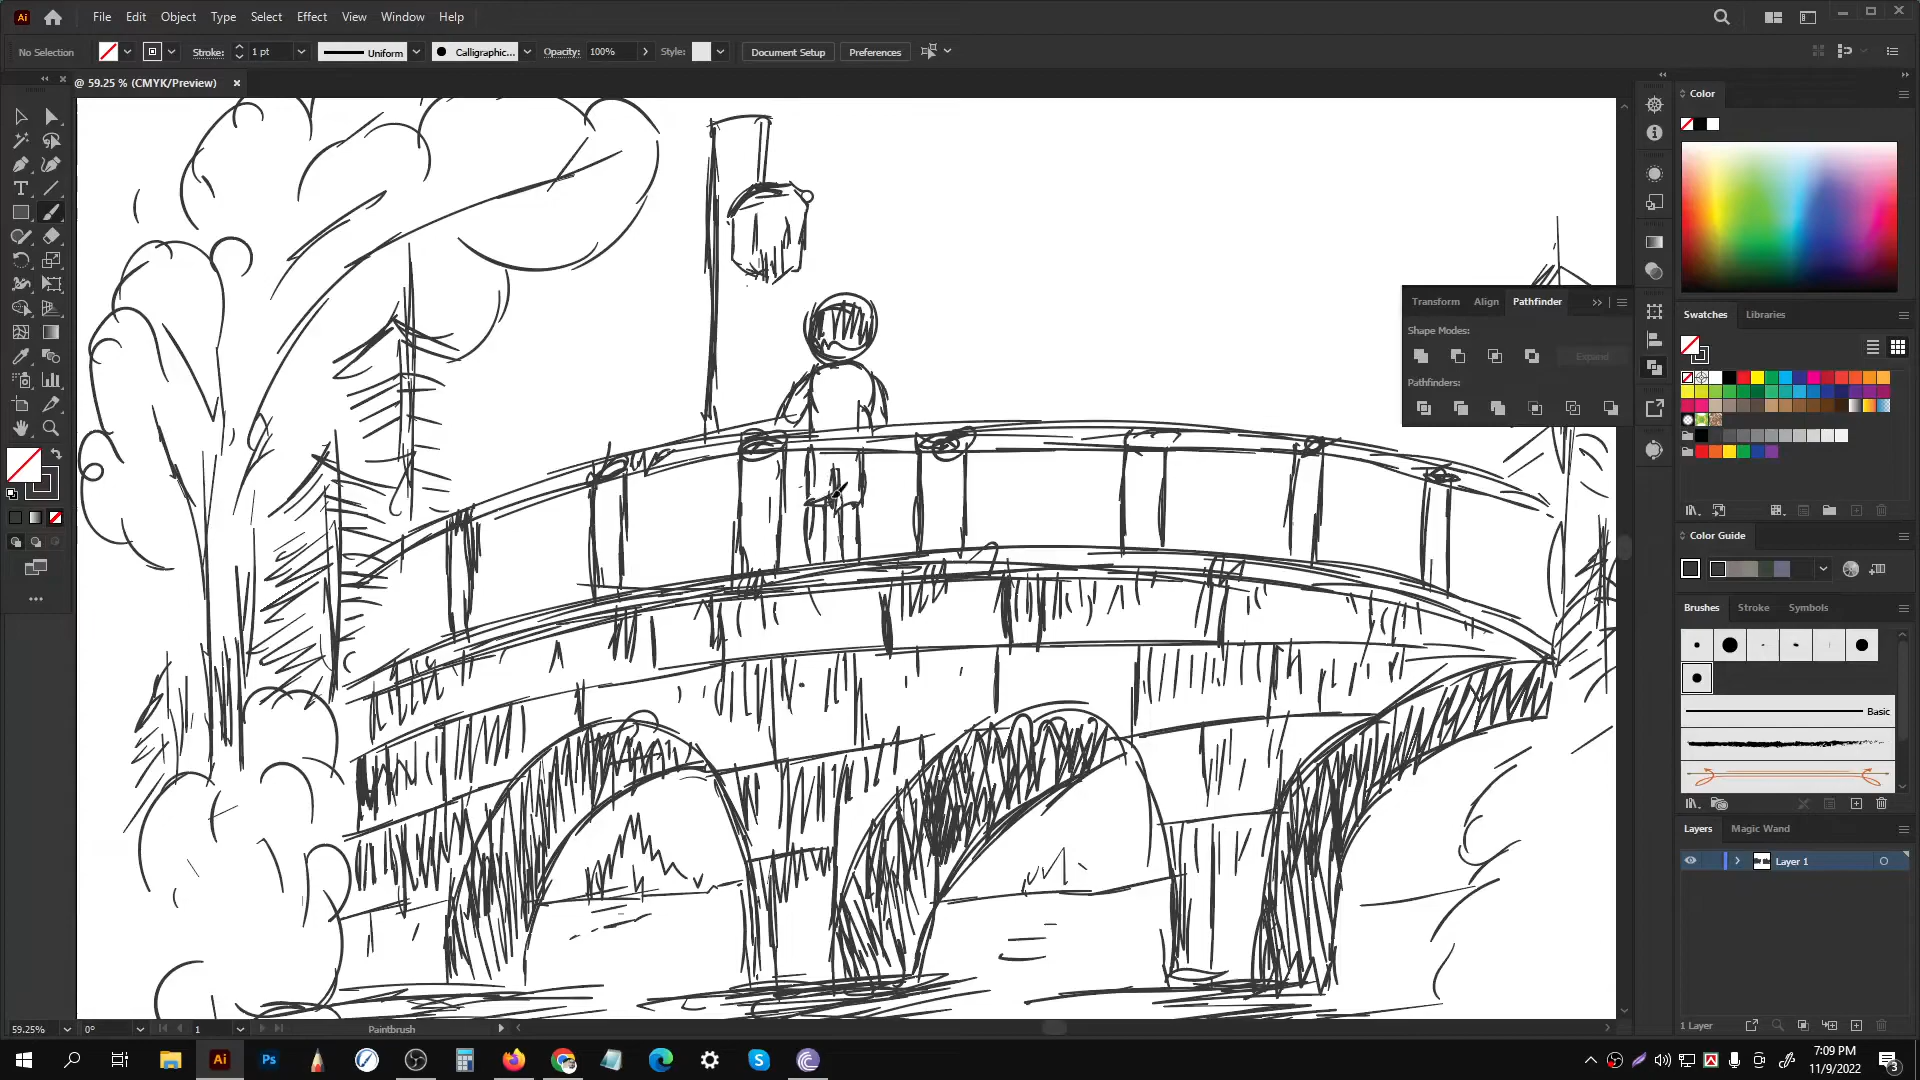 Ai
File Edit Object Type Select Effect View Window Help
No Selection Stroke: 1 pt Uniform Calligraphic... Opacity: 100% Style: Document Setup Preferences
@ 59.25 % (CMYK/Preview) ×
Color
Transform Align Pathfinder
Shape Modes:
Expand
Pathfinders:
Swatches Libraries
Color Guide
Brushes Stroke Symbols
Basic
Layers Magic Wand
Layer 1
1 Layer
59.25% 0° 1 Paintbrush
Ai Ps
7:09 PM
11/9/2022
3